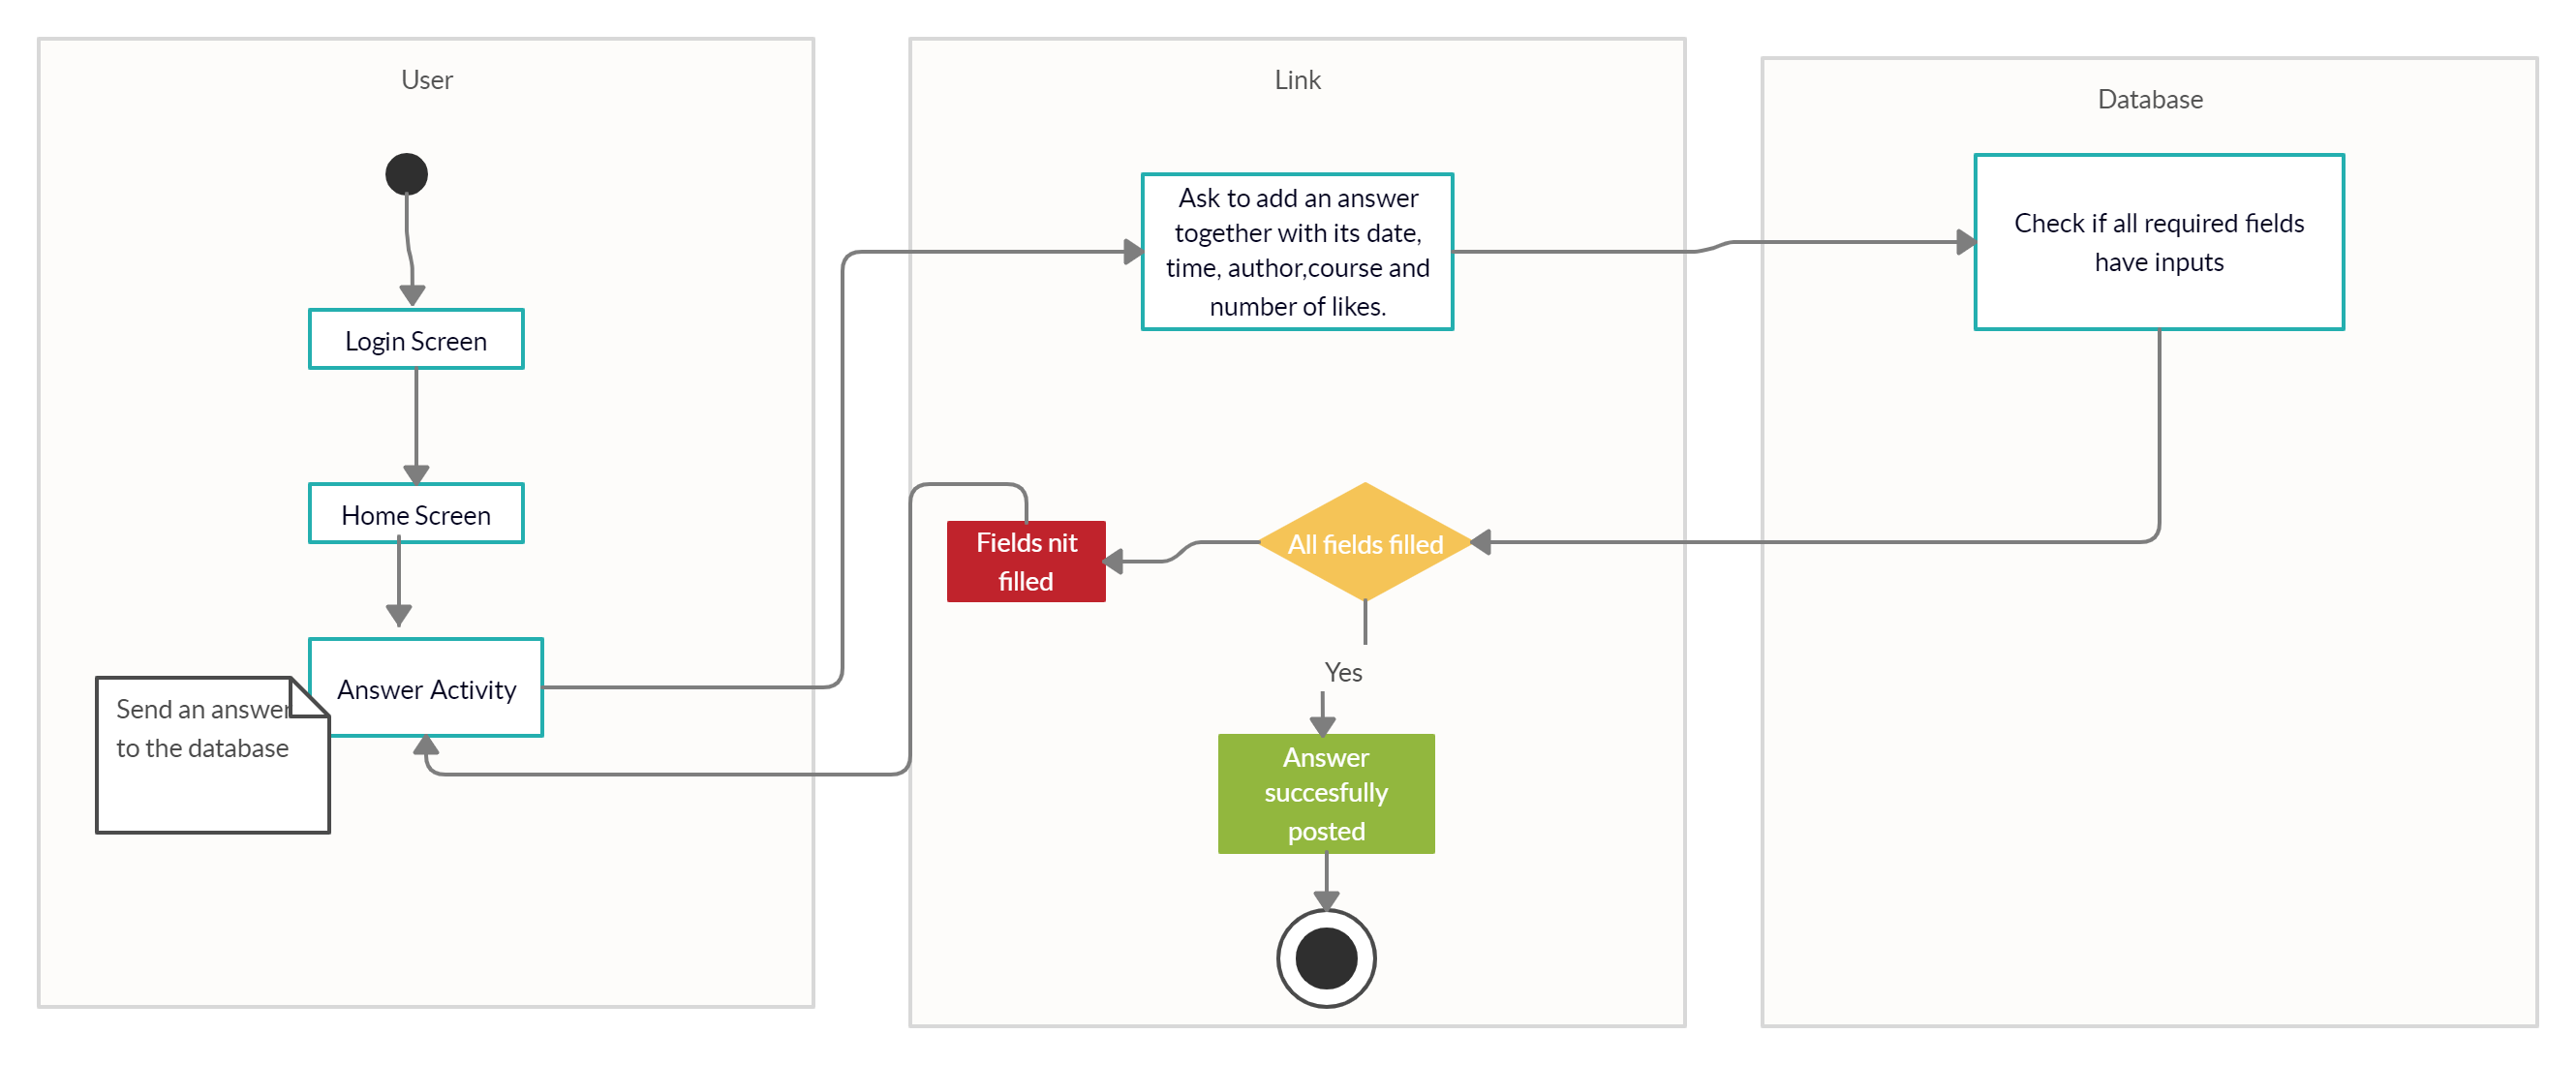 User
Login Screen
Home Screen
Answer Activity
Send an answer
to the database
Link
Ask to add an answer
together with its date,
time, author,course and
number of likes.
Fields nit
filled
All fields filled
Yes
Answer
succesfully
posted
Database
Check if all required fields
have inputs